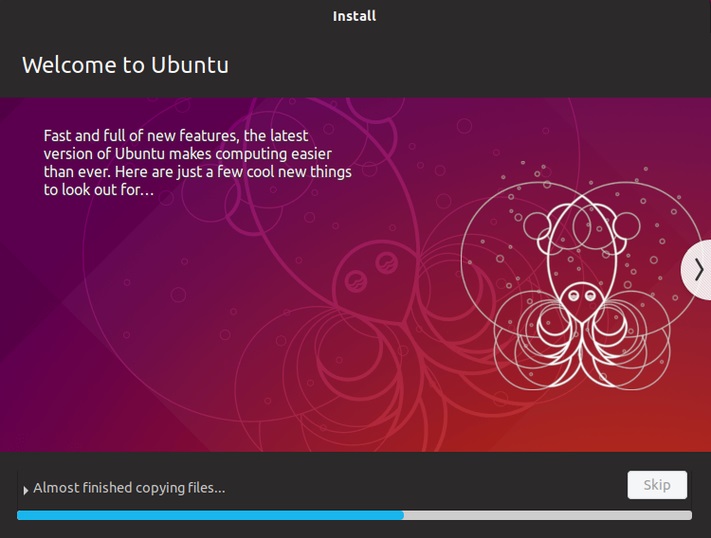 Install
Welcome to Ubuntu
Fast and full of new features, the latest
version of Ubuntu makes computing easier
than ever. Here are just a few cool new things
to look out for…
Almost finished copying files...
Skip